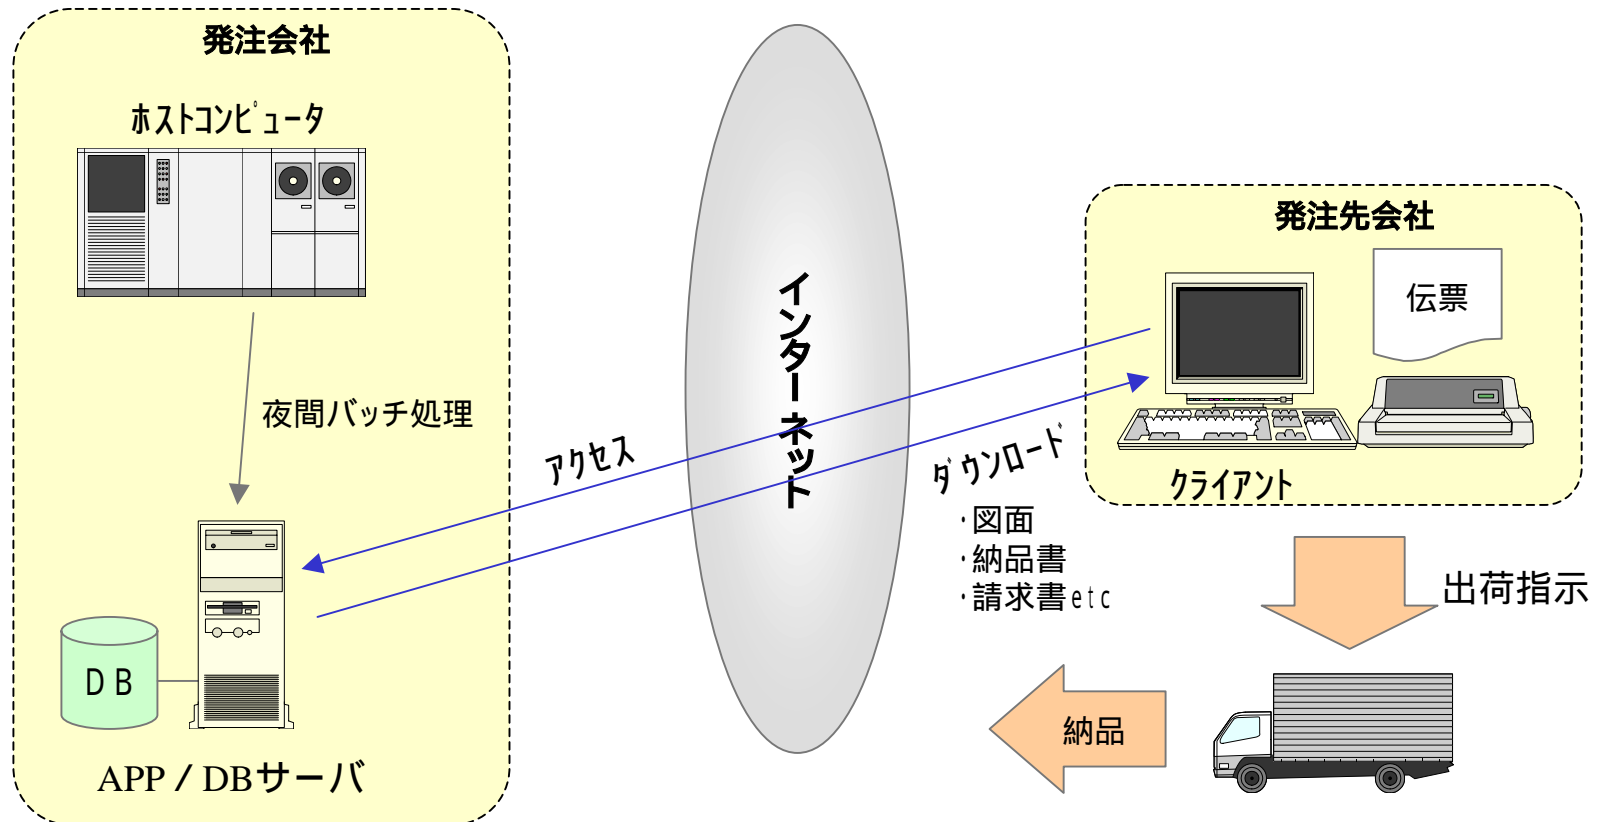 発注会社
ﾎｽﾄｺﾝﾋﾟｭｰﾀ
夜間バッチ処理
ＤＢ
APP／DBサーバ
インターネット
ｱｸｾｽ
ﾀﾞｳﾝﾛｰﾄﾞ
･図面
･納品書
･請求書etc
発注先会社
伝票
ｸﾗｲｱﾝﾄ
出荷指示
納品